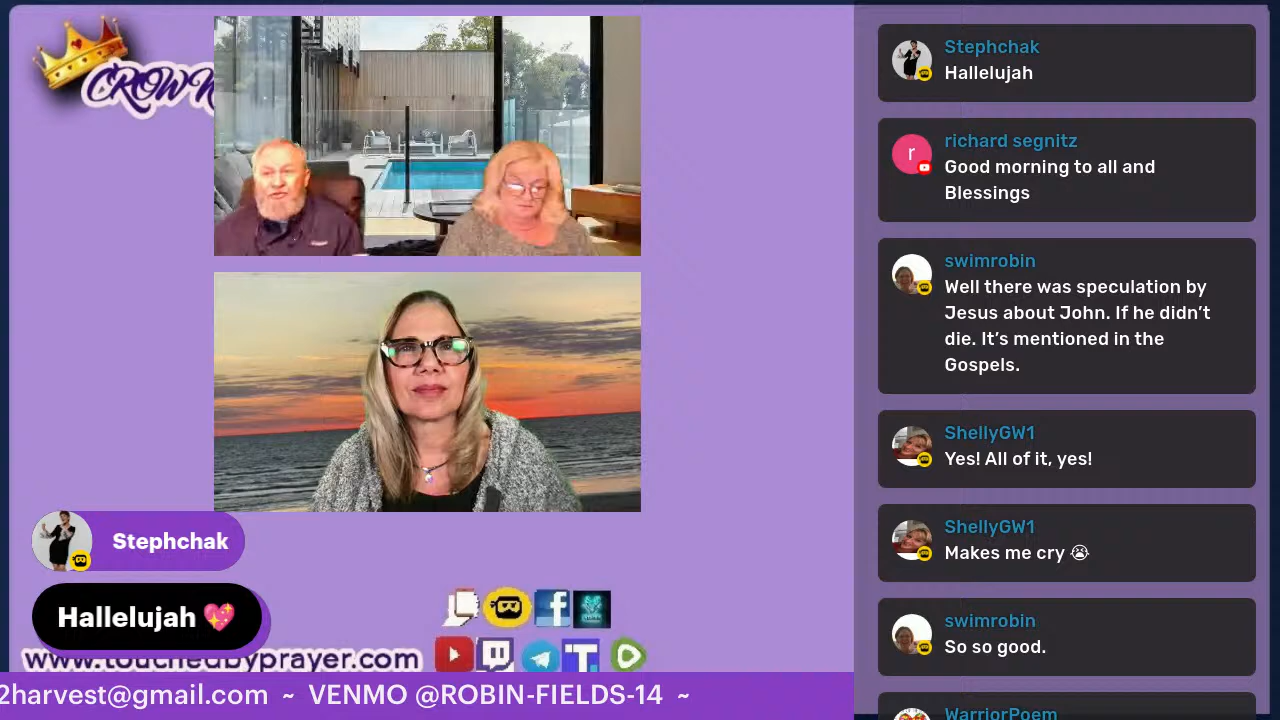 CROWN
Stephchak
Hallelujah 💖
www.touchedbyprayer.com
2harvest@gmail.com ~ VENMO @ROBIN-FIELDS-14 ~
Stephchak
Hallelujah
r
richard segnitz
Good morning to all and
Blessings
swimrobin
Well there was speculation by
Jesus about John. If he didn’t
die. It’s mentioned in the
Gospels.
ShellyGW1
Yes! All of it, yes!
ShellyGW1
Makes me cry 😭
swimrobin
So so good.
WarriorPoem